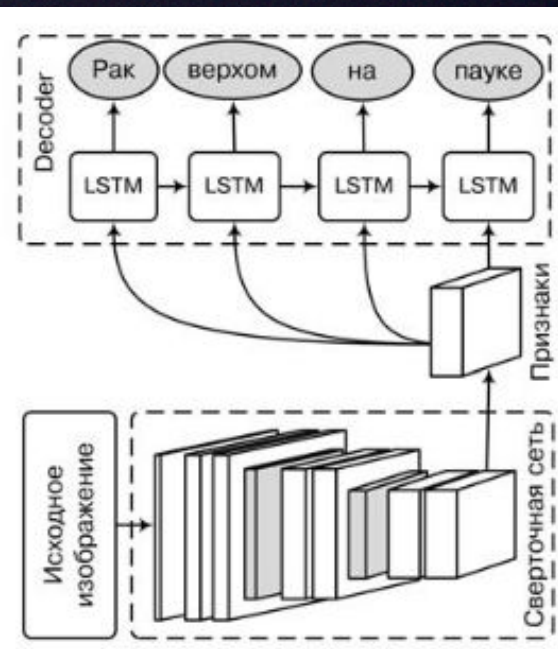 Рак верхом на пауке
Decoder
LSTM LSTM LSTM LSTM
Признаки
Исходное
изображение
Сверточная сеть